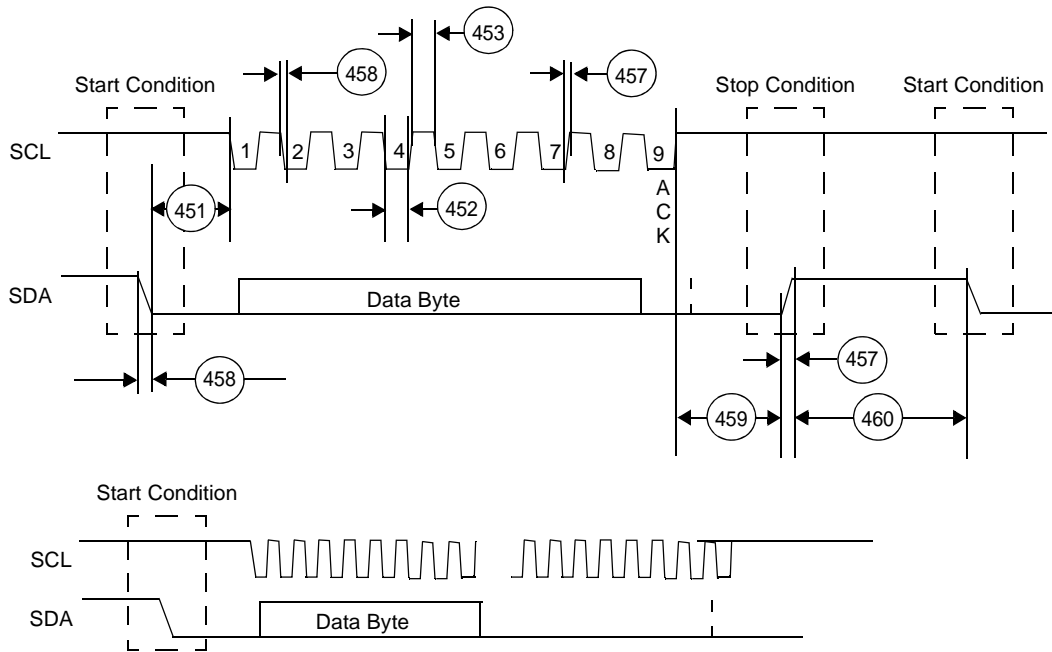 453
458
457
Start Condition
Stop Condition
Start Condition
SCL
1 2 3 4 5 6 7 8 9
A
C
K
451
452
SDA
Data Byte
458
457
459
460
Start Condition
SCL
SDA
Data Byte